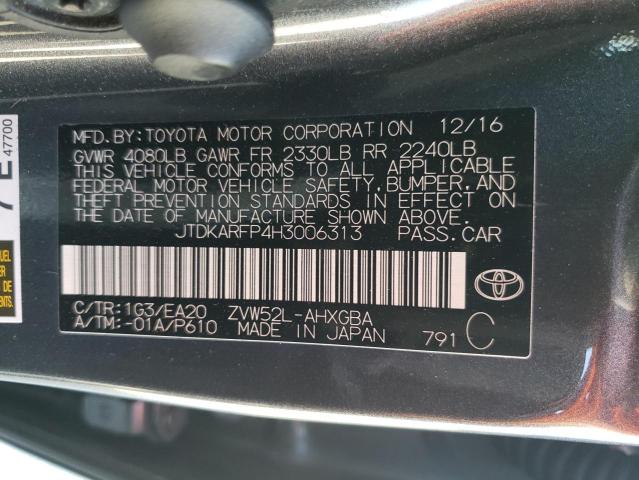 MFD. BY:TOYOTA MOTOR CORPORATION 12/16
GVWR 4080LB GAWR FR 2330LB RR 2240LB
THIS VEHICLE CONFORMS TO ALL APPLICABLE
FEDERAL MOTOR VEHICLE SAFETY, BUMPER, AND
THEFT PREVENTION STANDARDS IN EFFECT ON
THE DATE OF MANUFACTURE SHOWN ABOVE.
JTDKARFP4H3006313 PASS. CAR
C/TR:1G3/EA20 ZVW52L-AHXGBA
A/TM:-01A/P610 MADE IN JAPAN 791 C
47700